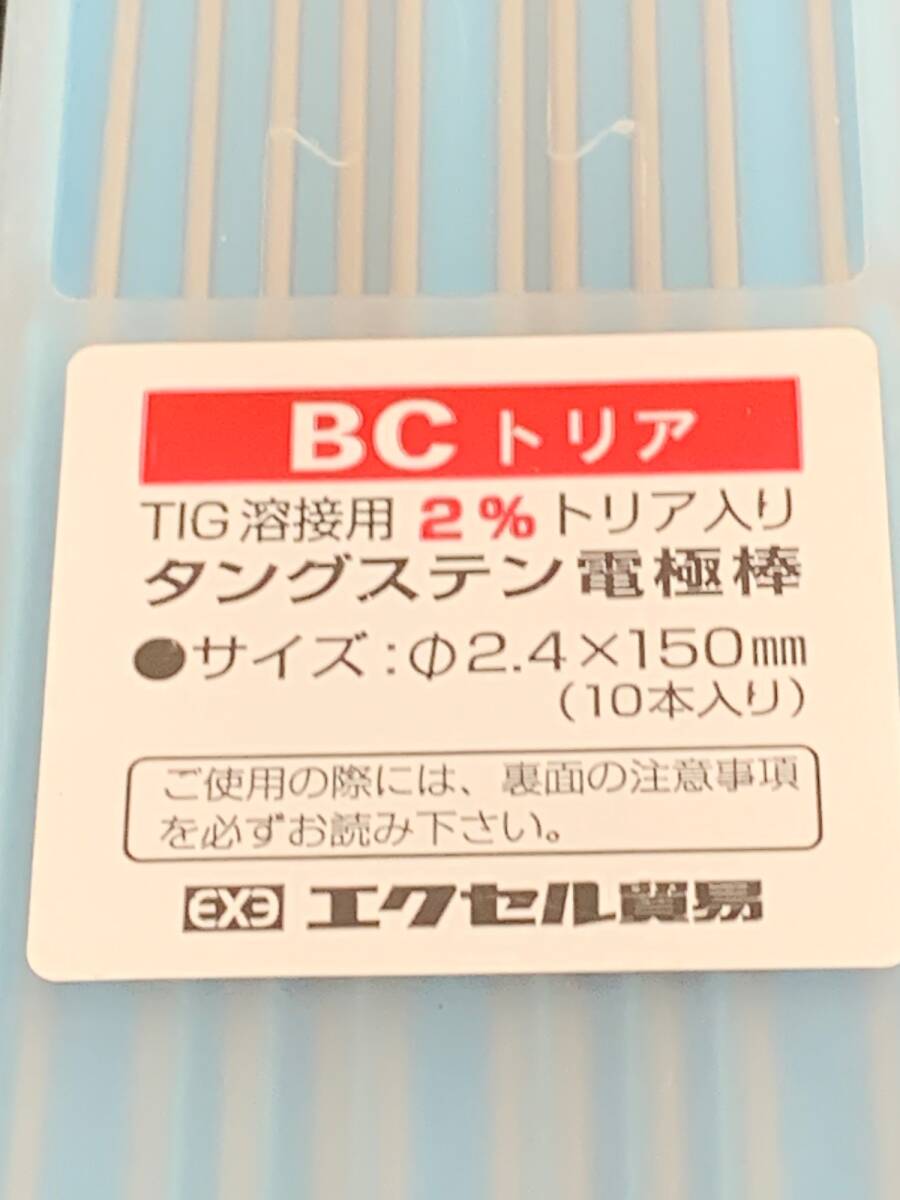 BCトリア
TIG溶接用 2% トリア入り
タングステン電極棒
●サイズ:Φ2.4×150㎜
(10本入り)
ご使用の際には、裏面の注意事項
を必ずお読み下さい。
EXE エクセル貿易